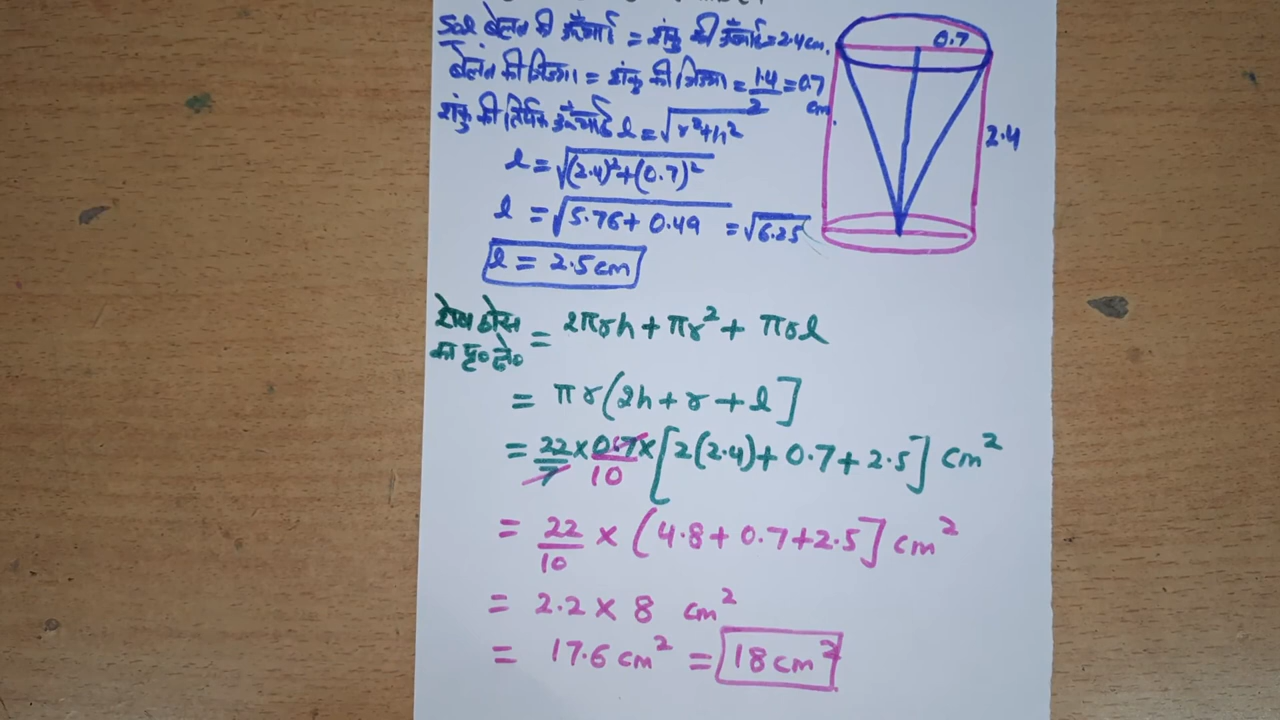 Sol बेलन की ऊँचाई = शंकु की ऊँचाई = 2.4 cm.
बेलन की त्रिज्या = शंकु की त्रिज्या = 1.4/2 = 0.7 cm
शंकु की तिर्यक ऊँचाई l = √r²+h²
l = √(2.4)²+(0.7)²
l = √5.76+0.49 = √6.25
l = 2.5 cm
0.7
2.4
शेष ठोस का पृ० क्षे० = 2πrh + πr² + πrl
= πr(2h+r+l]
= 22/7 × 0.7/10 × [2(2.4)+0.7+2.5] cm²
= 22/10 × (4.8+0.7+2.5] cm²
= 2.2 × 8 cm²
= 17.6 cm² = 18 cm²